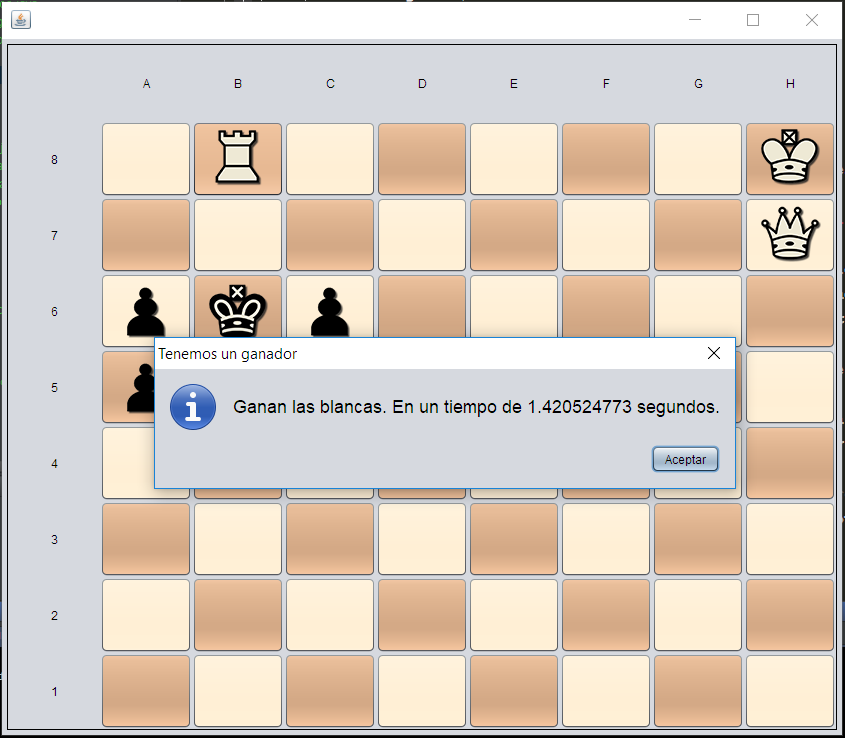 A B C D E F G H
8
7
6
Tenemos un ganador
5
Ganan las blancas. En un tiempo de 1.420524773 segundos.
4
Aceptar
3
2
1